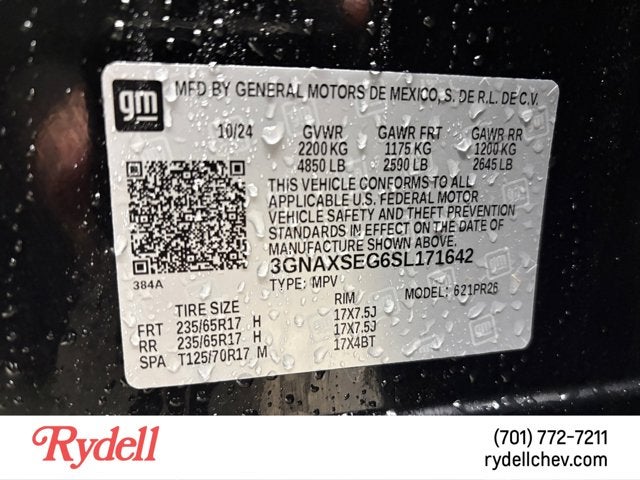 gm
MFD BY GENERAL MOTORS DE MEXICO, S. DE R.L. DE C.V.
10/24 GVWR GAWR FRT GAWR RR
2200 KG 1175 KG 1200 KG
4850 LB 2590 LB 2645 LB
THIS VEHICLE CONFORMS TO ALL
APPLICABLE U.S. FEDERAL MOTOR
VEHICLE SAFETY AND THEFT PREVENTION
STANDARDS IN EFFECT ON THE DATE OF
MANUFACTURE SHOWN ABOVE.
3GNAXSEG6SL171642
384A TYPE: MPV MODEL: 621PR26
TIRE SIZE RIM
FRT 235/65R17 H 17X7.5J
RR 235/65R17 H 17X7.5J
SPA T125/70R17 M 17X4BT
Rydell
(701) 772-7211
rydellchev.com